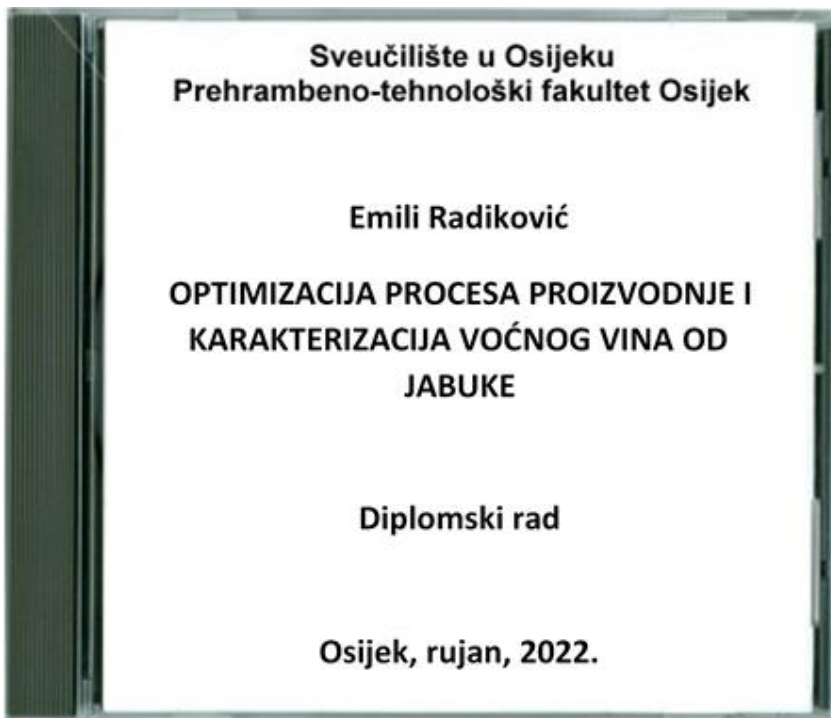 Sveučilište u Osijeku
Prehrambeno-tehnološki fakultet Osijek
Emili Radiković
OPTIMIZACIJA PROCESA PROIZVODNJE I
KARAKTERIZACIJA VOĆNOG VINA OD
JABUKE
Diplomski rad
Osijek, rujan, 2022.